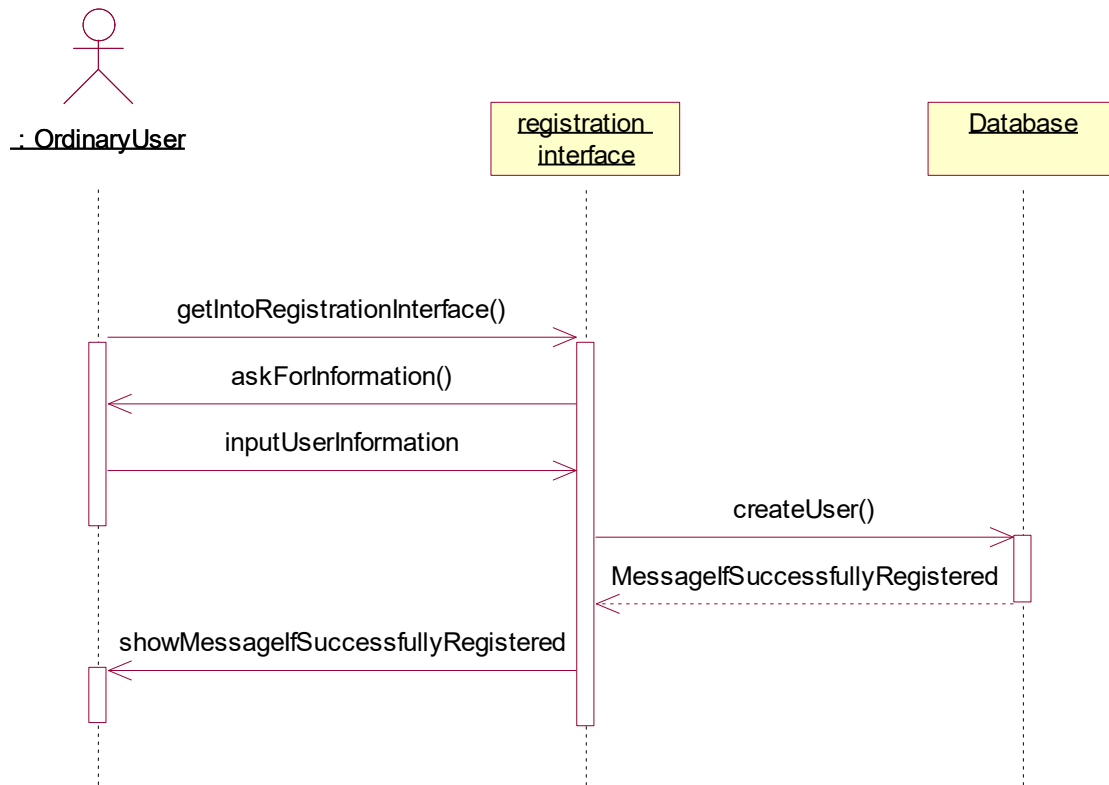 : OrdinaryUser
registration
interface
Database
getIntoRegistrationInterface()
askForInformation()
inputUserInformation
createUser()
MessageIfSuccessfullyRegistered
showMessageIfSuccessfullyRegistered